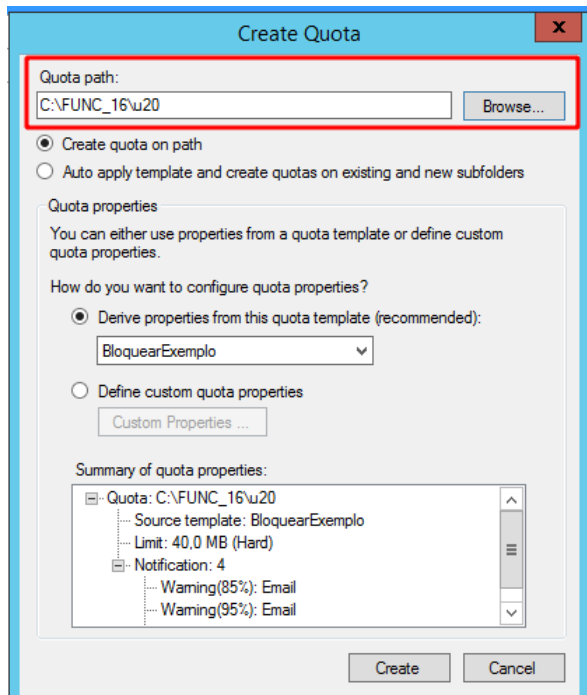 Create Quota
x
Quota path:
C:\FUNC_16\u20
Browse...
Create quota on path
Auto apply template and create quotas on existing and new subfolders
Quota properties
You can either use properties from a quota template or define custom
quota properties.
How do you want to configure quota properties?
Derive properties from this quota template (recommended):
BloquearExemplo
Define custom quota properties
Custom Properties ...
Summary of quota properties:
Quota: C:\FUNC_16\u20
Source template: BloquearExemplo
Limit: 40,0 MB (Hard)
Notification: 4
Warning(85%): Email
Warning(95%): Email
Create
Cancel